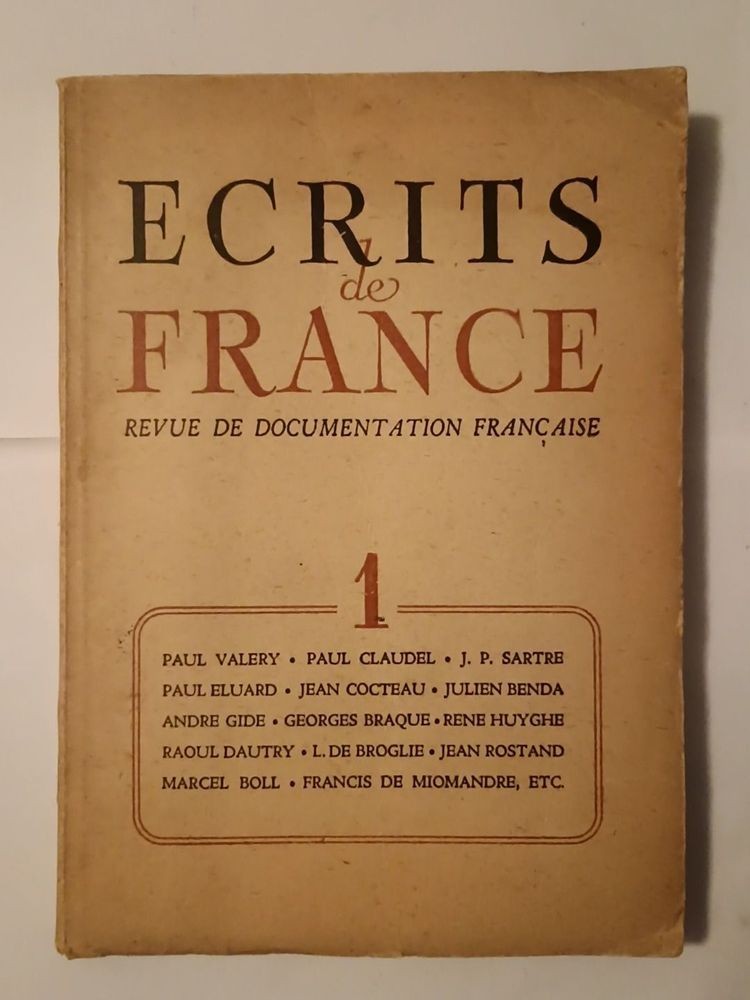 ECRITS
de
FRANCE
REVUE DE DOCUMENTATION FRANÇAISE
1
PAUL VALERY • PAUL CLAUDEL • J. P. SARTRE
PAUL ELUARD • JEAN COCTEAU • JULIEN BENDA
ANDRE GIDE • GEORGES BRAQUE • RENE HUYGHE
RAOUL DAUTRY • L. DE BROGLIE • JEAN ROSTAND
MARCEL BOLL • FRANCIS DE MIOMANDRE, ETC.